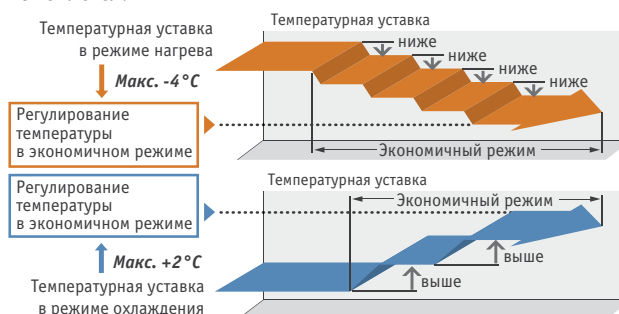 Температурная уставка
в режиме нагрева
Макс. -4°C
Регулирование
температуры
в экономичном режиме
Температурная уставка
ниже
ниже
ниже
ниже
Экономичный режим
Регулирование
температуры
в экономичном режиме
Макс. +2°C
Температурная уставка
в режиме охлаждения
Температурная уставка
Экономичный режим
выше
выше